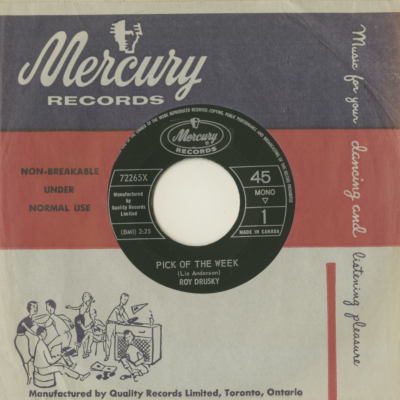 Mercury
RECORDS
Music for your dancing and listening pleasure
NON-BREAKABLE
UNDER
NORMAL USE
Mercury
RECORDS
72265X
Manufactured by
Quality Records
Limited
(BMI) 2:25
45
MONO
1
MADE IN CANADA
PICK OF THE WEEK
(Liz Anderson)
ROY DRUSKY
Manufactured by Quality Records Limited, Toronto, Ontario